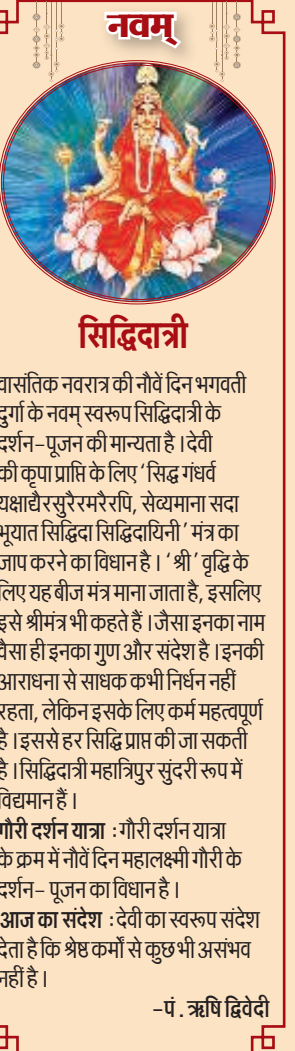 नवम्
सिद्धिदात्री
वासंतिक नवरात्र की नौवें दिन भगवती
दुर्गा के नवम् स्वरूप सिद्धिदात्री के
दर्शन-पूजन की मान्यता है। देवी
की कृपा प्राप्ति के लिए ‘सिद्ध गंधर्व
यक्षाद्यैरसुरैरमरैरपि, सेव्यमाना सदा
भूयात सिद्धिदा सिद्धिदायिनी’ मंत्र का
जाप करने का विधान है। ‘श्री’ वृद्धि के
लिए यह बीज मंत्र माना जाता है, इसलिए
इसे श्रीमंत्र भी कहते हैं। जैसा इनका नाम
वैसा ही इनका गुण और संदेश है। इनकी
आराधना से साधक कभी निर्धन नहीं
रहता, लेकिन इसके लिए कर्म महत्वपूर्ण
है। इससे हर सिद्धि प्राप्त की जा सकती
है। सिद्धिदात्री महात्रिपुर सुंदरी रूप में
विद्यमान हैं।
गौरी दर्शन यात्रा : गौरी दर्शन यात्रा
के क्रम में नौवें दिन महालक्ष्मी गौरी के
दर्शन- पूजन का विधान है।
आज का संदेश : देवी का स्वरूप संदेश
देता है कि श्रेष्ठ कर्मों से कुछ भी असंभव
नहीं है।
-पं. ऋषि द्विवेदी